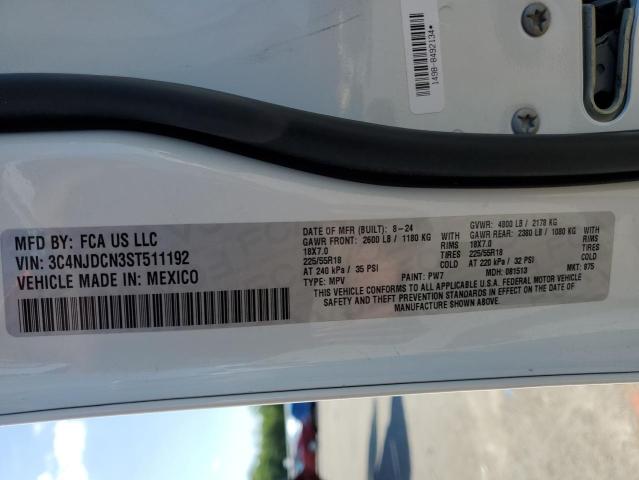 149B-8492134*
MFD BY: FCA US LLC
VIN: 3C4NJDCN3ST511192
VEHICLE MADE IN: MEXICO
DATE OF MFR (BUILT): 8-24 GVWR: 4800 LB / 2178 KG
GAWR FRONT: 2600 LB / 1180 KG WITH GAWR REAR: 2380 LB / 1080 KG WITH
18X7.0 RIMS 18X7.0 RIMS
225/55R18 TIRES 225/55R18 TIRES
AT 240 kPa / 35 PSI COLD AT 220 kPa / 32 PSI COLD
TYPE: MPV PAINT: PW7 MDH: 081513 MKT: 875
THIS VEHICLE CONFORMS TO ALL APPLICABLE U.S.A. FEDERAL MOTOR VEHICLE
SAFETY AND THEFT PREVENTION STANDARDS IN EFFECT ON THE DATE OF
MANUFACTURE SHOWN ABOVE.